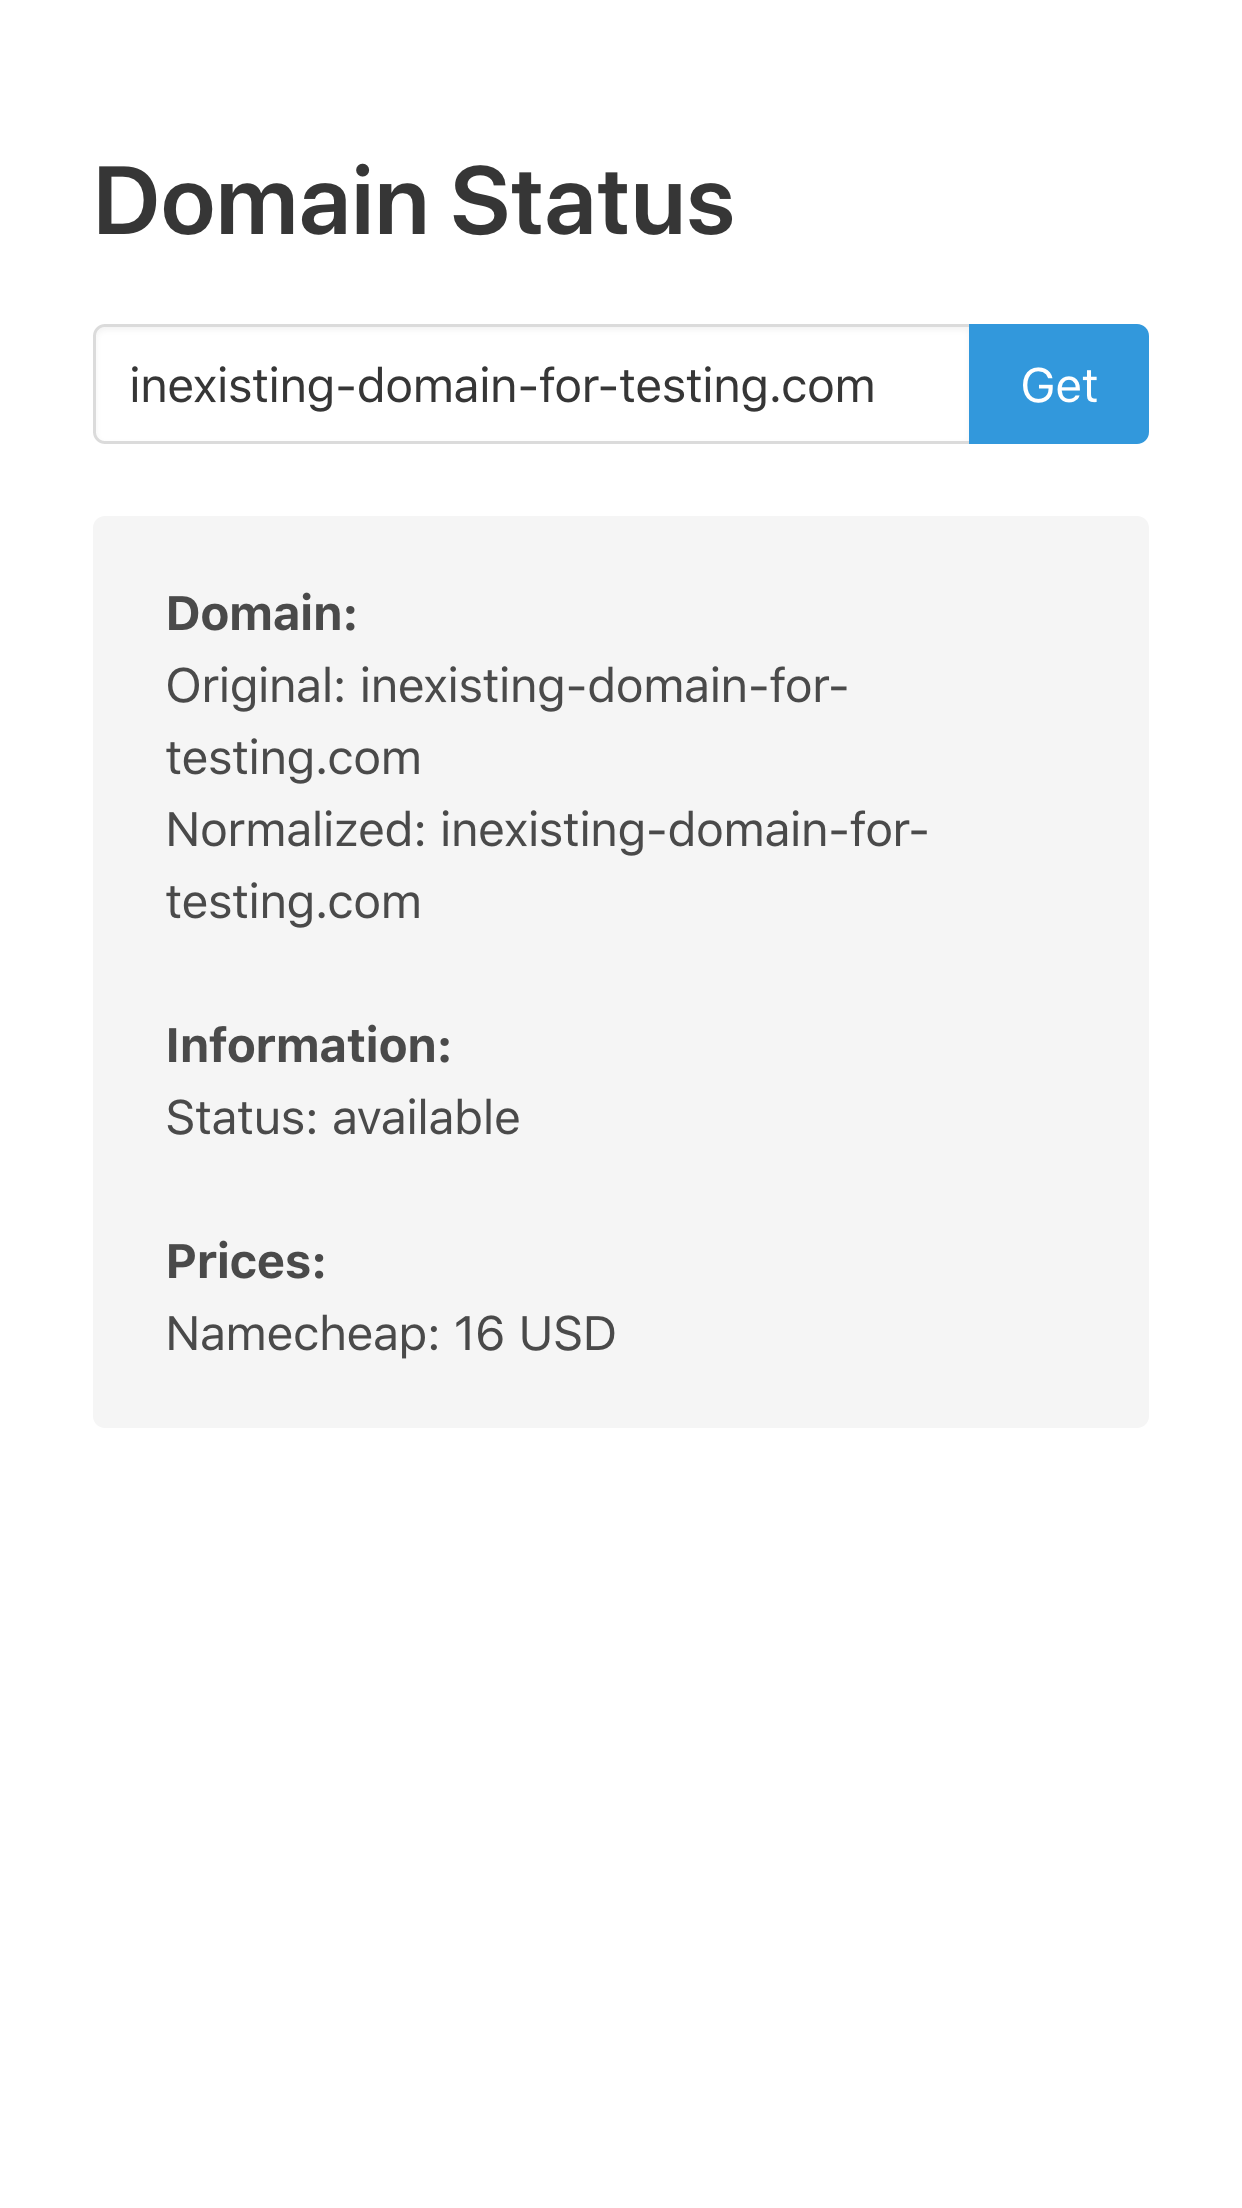 Domain Status
inexisting-domain-for-testing.com
Get
Domain:
Original: inexisting-domain-for-
testing.com
Normalized: inexisting-domain-for-
testing.com
Information:
Status: available
Prices:
Namecheap: 16 USD